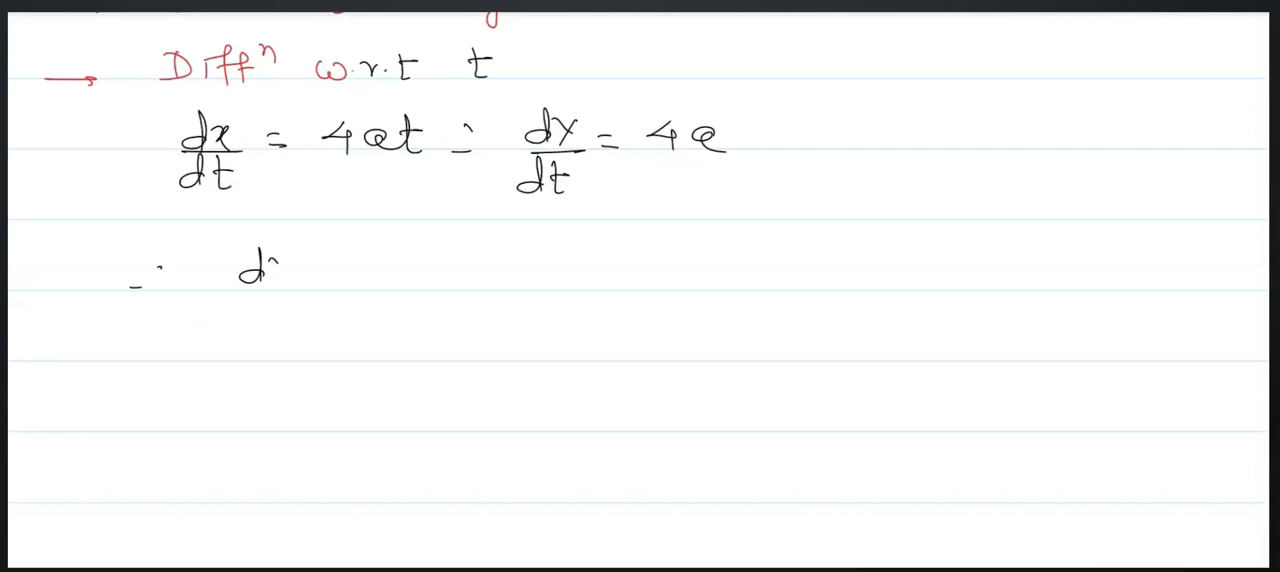 → Diffⁿ w.r.t t
dx/dt = 4at ∴ dy/dt = 4a
∴ d